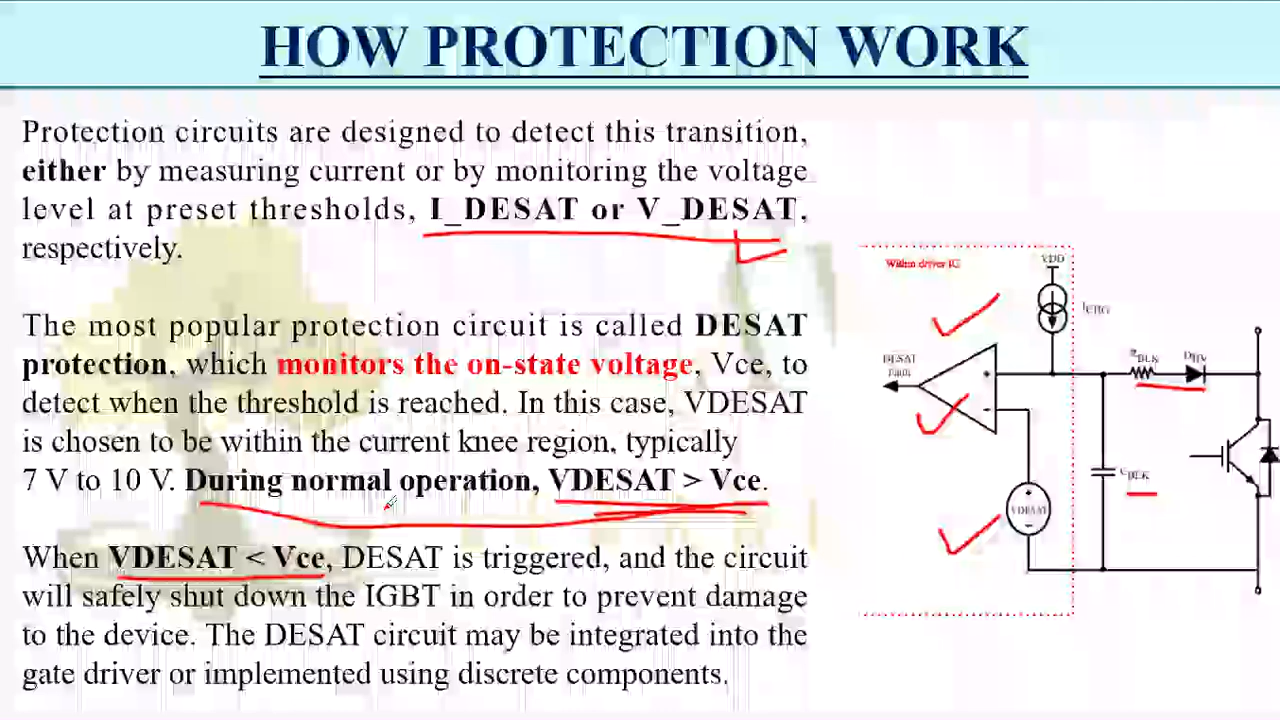 HOW PROTECTION WORK
Protection circuits are designed to detect this transition,
either by measuring current or by monitoring the voltage
level at preset thresholds, I_DESAT or V_DESAT,
respectively.
The most popular protection circuit is called DESAT
protection, which monitors the on-state voltage, Vce, to
detect when the threshold is reached. In this case, VDESAT
is chosen to be within the current knee region, typically
7 V to 10 V. During normal operation, VDESAT > Vce.
When VDESAT < Vce, DESAT is triggered, and the circuit
will safely shut down the IGBT in order to prevent damage
to the device. The DESAT circuit may be integrated into the
gate driver or implemented using discrete components.
Within driver IC
VDD
DESAT
RBLK DHV
CBLK
VDESAT